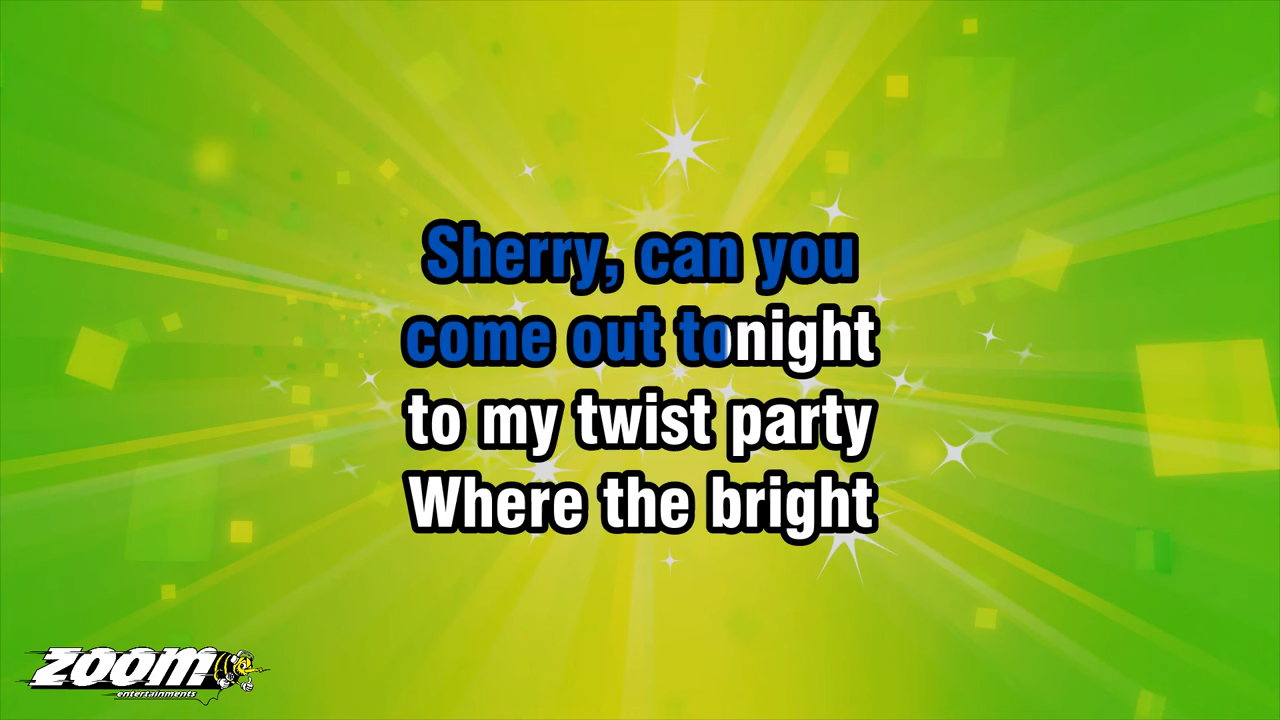 Sherry, can you
come out tonight
to my twist party
Where the bright
zoom
entertainments